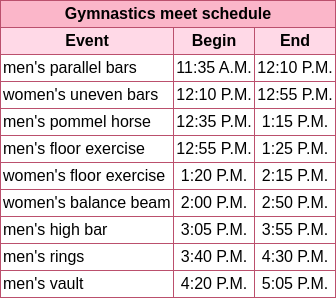 Gymnastics meet schedule
Event Begin End
men's parallel bars 11:35 A.M. 12:10 P.M.
women's uneven bars 12:10 P.M. 12:55 P.M.
men's pommel horse 12:35 P.M. 1:15 P.M.
men's floor exercise 12:55 P.M. 1:25 P.M.
women's floor exercise 1:20 P.M. 2:15 P.M.
women's balance beam 2:00 P.M. 2:50 P.M.
men's high bar 3:05 P.M. 3:55 P.M.
men's rings 3:40 P.M. 4:30 P.M.
men's vault 4:20 P.M. 5:05 P.M.